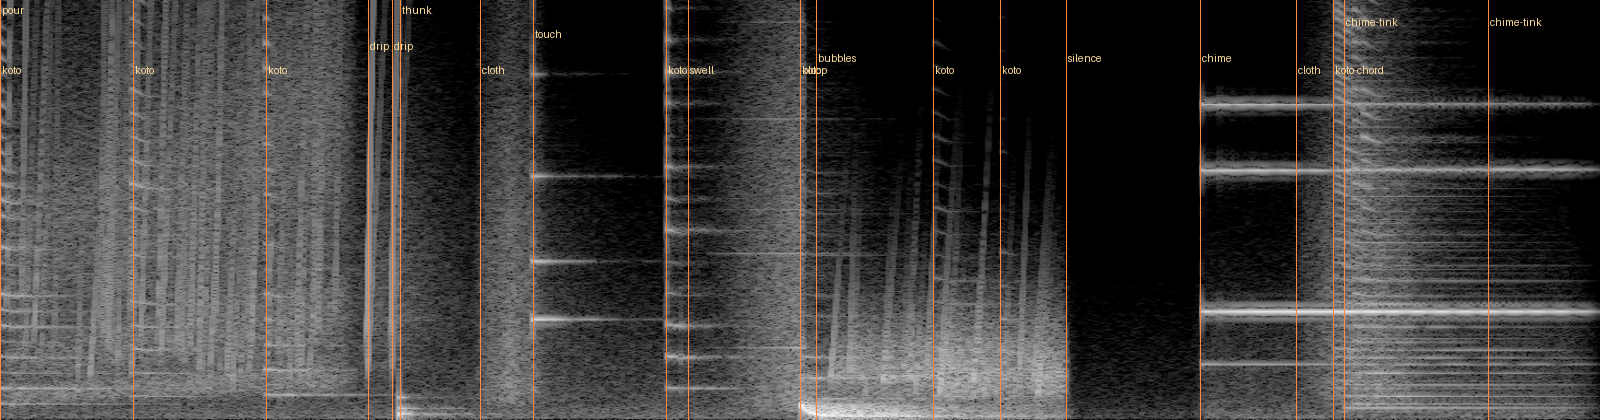 pour
thunk
chime-tink
chime-tink
touch
drip
drip
bubbles
silence
chime
koto
koto
koto
cloth
koto
swell
koto
koto
cloth
koto-chord